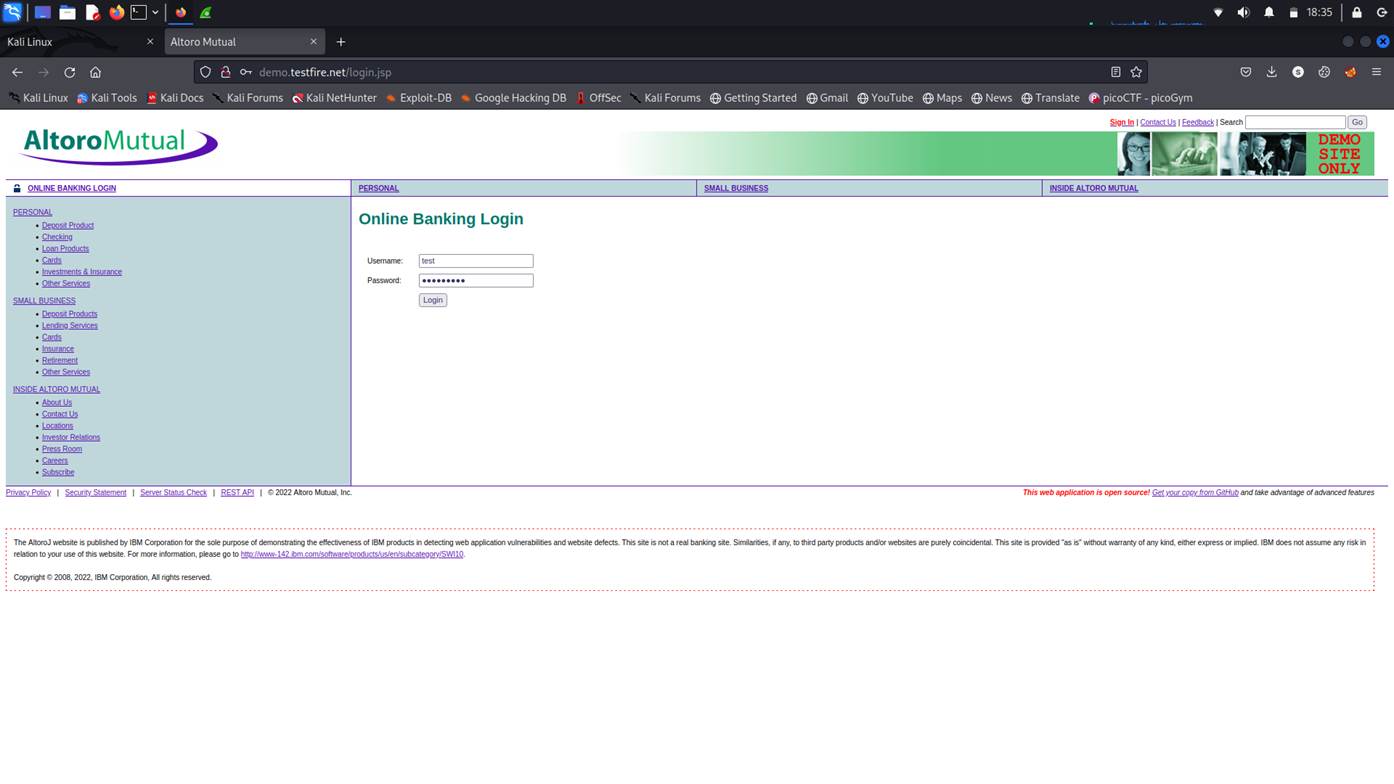 18:35
Kali Linux
Altoro Mutual
demo.testfire.net/login.jsp
Kali Linux Kali Tools Kali Docs Kali Forums Kali NetHunter Exploit-DB Google Hacking DB OffSec Kali Forums Getting Started Gmail YouTube Maps News Translate picoCTF - picoGym
Sign In | Contact Us | Feedback | Search Go
AltoroMutual
DEMO
SITE
ONLY
ONLINE BANKING LOGIN PERSONAL SMALL BUSINESS INSIDE ALTORO MUTUAL
PERSONAL
Deposit Product
Checking
Loan Products
Cards
Investments & Insurance
Other Services
SMALL BUSINESS
Deposit Products
Lending Services
Cards
Insurance
Retirement
Other Services
INSIDE ALTORO MUTUAL
About Us
Contact Us
Locations
Investor Relations
Press Room
Careers
Subscribe
Online Banking Login
Username: test
Password: •••••••••
Login
Privacy Policy | Security Statement | Server Status Check | REST API | © 2022 Altoro Mutual, Inc.
This web application is open source! Get your copy from GitHub and take advantage of advanced features
The AltoroJ website is published by IBM Corporation for the sole purpose of demonstrating the effectiveness of IBM products in detecting web application vulnerabilities and website defects. This site is not a real banking site. Similarities, if any, to third party products and/or websites are purely coincidental. This site is provided "as is" without warranty of any kind, either express or implied. IBM does not assume any risk in
relation to your use of this website. For more information, please go to http://www-142.ibm.com/software/products/us/en/subcategory/SWI10.
Copyright © 2008, 2022, IBM Corporation, All rights reserved.